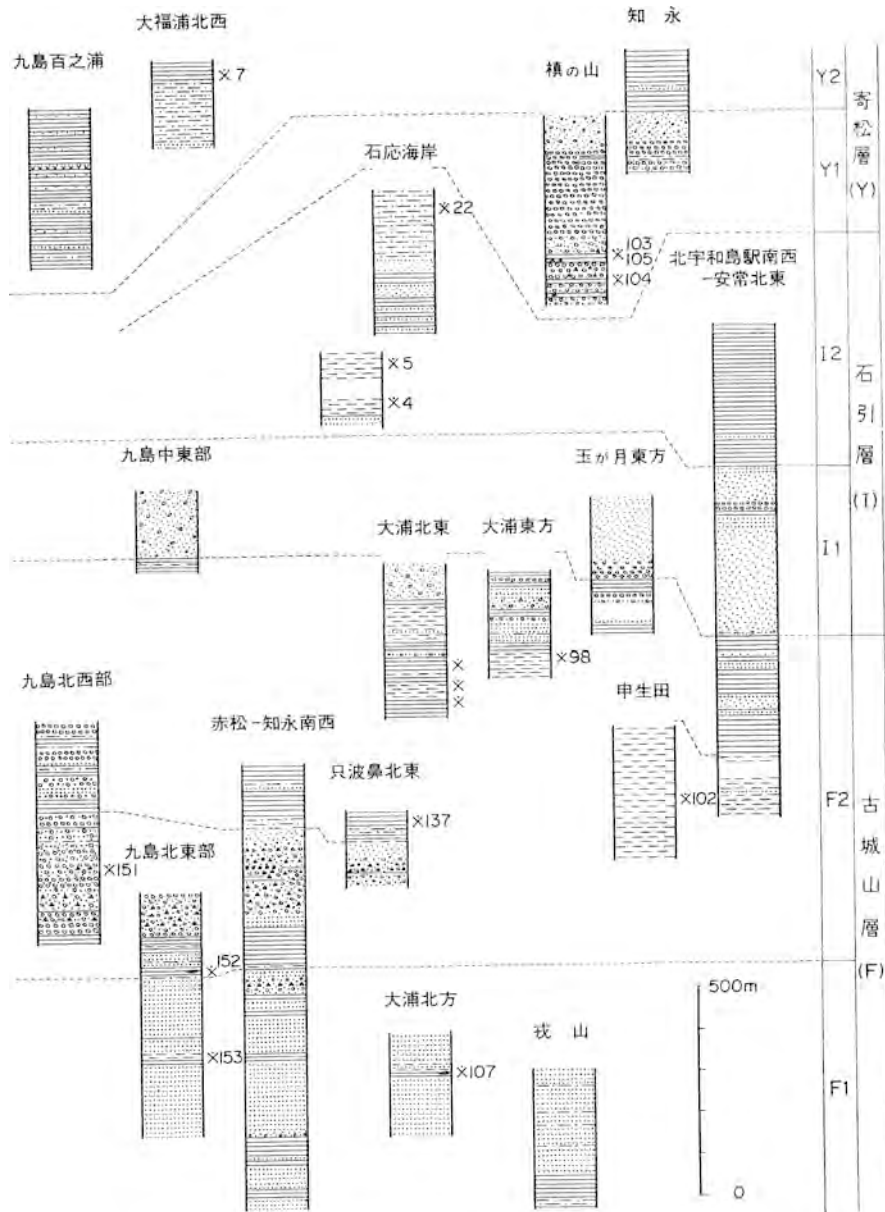 知 永
大福浦北西
九島百之浦
槙の山
※7
Y2
寄松層(Y)
石応海岸
Y1
※22
※103
105
※104
北宇和島駅南西
ー安常北東
I2
※5
※4
石引層(I)
九島中東部
玉が月東方
大浦北東
大浦東方
I1
※
※
※
※98
九島北西部
申生田
赤松ー知永南西
只波鼻北東
※102
F2
※137
古城山層(F)
九島北東部
※151
※152
500m
大浦北方
戎 山
※153
※107
F1
0